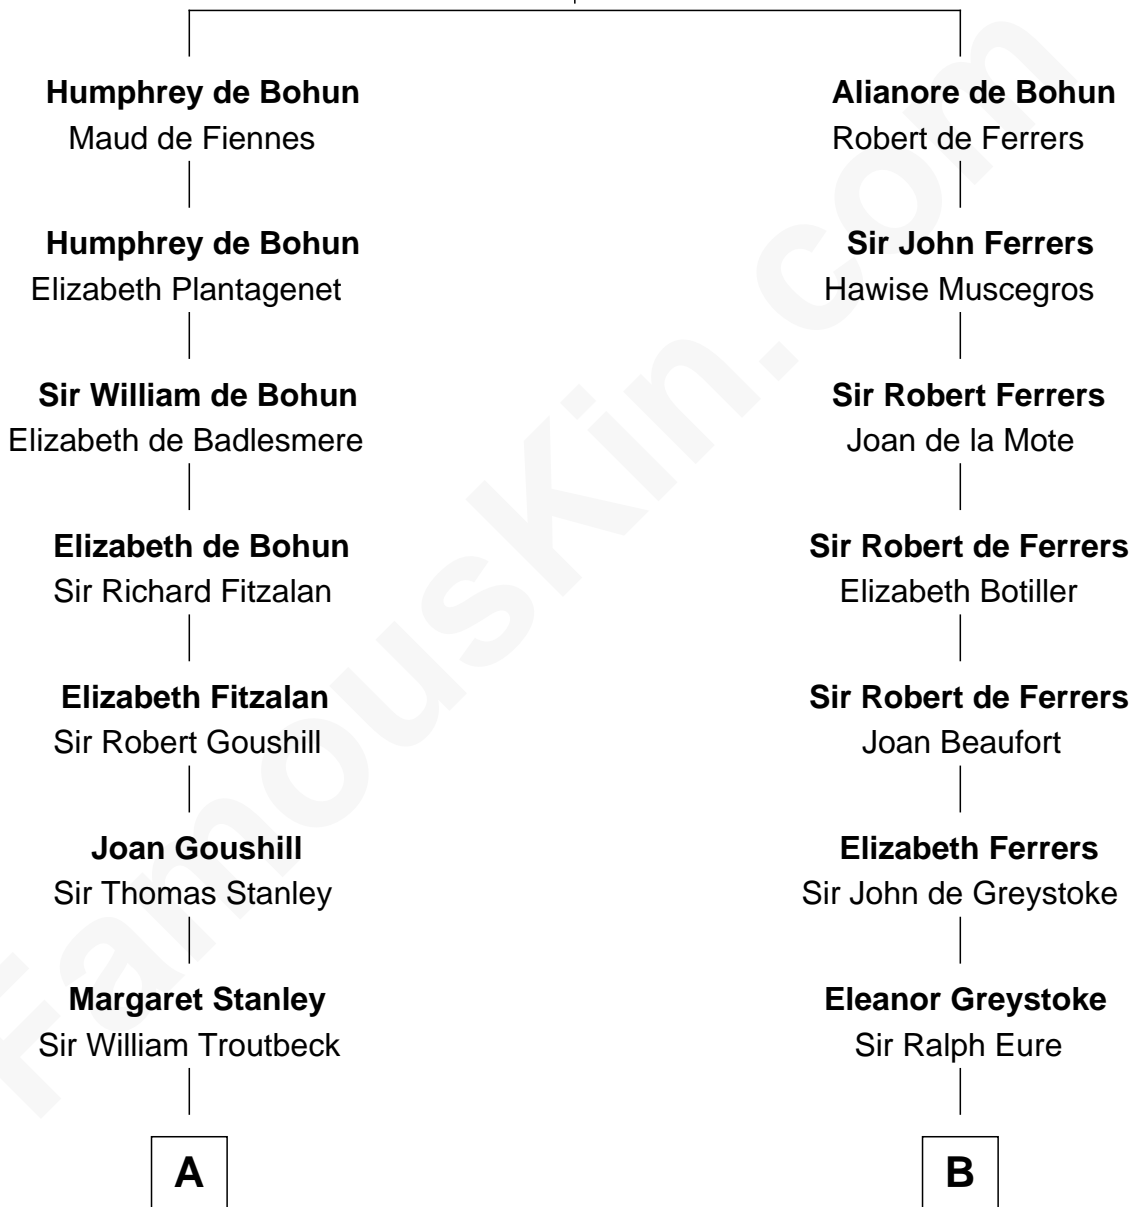 Humphrey de Bohun
Maud de Fiennes
Humphrey de Bohun
Elizabeth Plantagenet
Sir William de Bohun
Elizabeth de Badlesmere
Elizabeth de Bohun
Sir Richard Fitzalan
Elizabeth Fitzalan
Sir Robert Goushill
Joan Goushill
Sir Thomas Stanley
Margaret Stanley
Sir William Troutbeck
A
Alianore de Bohun
Robert de Ferrers
Sir John Ferrers
Hawise Muscegros
Sir Robert Ferrers
Joan de la Mote
Sir Robert de Ferrers
Elizabeth Botiller
Sir Robert de Ferrers
Joan Beaufort
Elizabeth Ferrers
Sir John de Greystoke
Eleanor Greystoke
Sir Ralph Eure
B
FamousKin.com